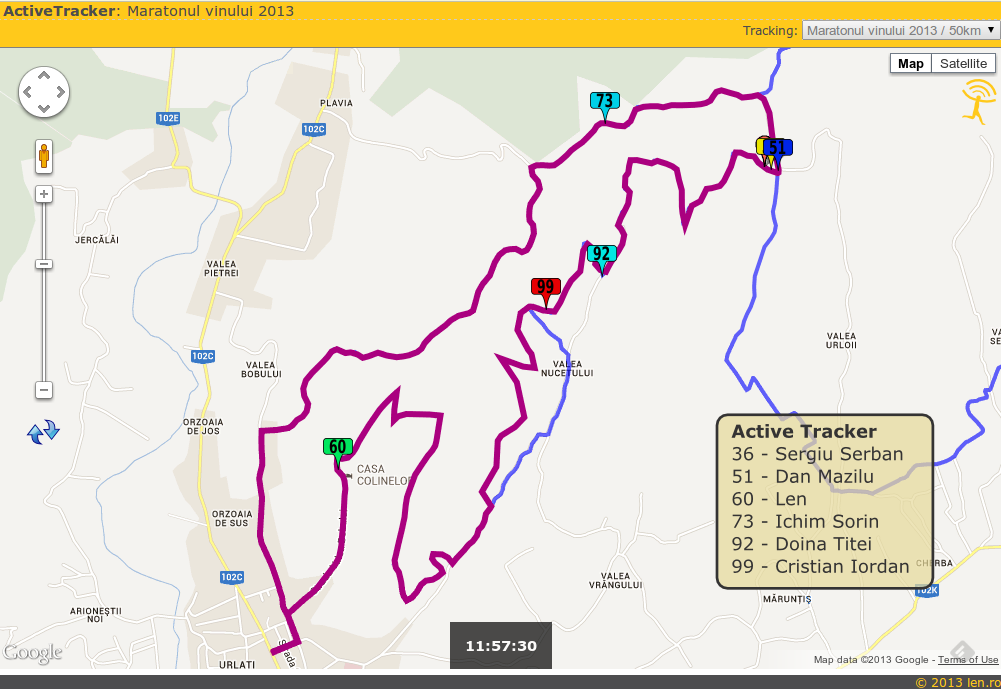 ActiveTracker: Maratonul vinului 2013
Tracking: Maratonul vinului 2013 / 50km
Map Satellite
PLAVIA
102E
102C
73
51
JERCĂLĂI
VALEA
PIETREI
92
99
VALEA
URLOII
102C
VALEA
BOBULUI
VALEA
NUCETULUI
ORZOAIA
DE JOS
60
CASA
COLINELOR
Active Tracker
36 - Sergiu Serban
51 - Dan Mazilu
60 - Len
73 - Ichim Sorin
92 - Doina Titei
99 - Cristian Iordan
ORZOAIA
DE SUS
102C
VALEA
VRÂNGULUI
CHERBA
102K
MĂRUNȚIȘ
ARIONEȘTII
NOI
11:57:30
Strada
URLATI
Google
Map data ©2013 Google - Terms of Use
© 2013 len.ro